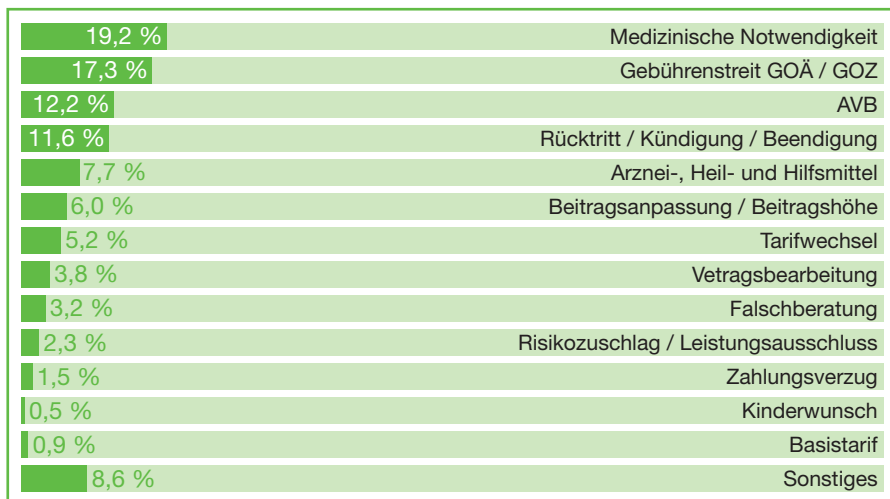 19,2 % Medizinische Notwendigkeit
17,3 % Gebührenstreit GOÄ / GOZ
12,2 % AVB
11,6 % Rücktritt / Kündigung / Beendigung
7,7 % Arznei-, Heil- und Hilfsmittel
6,0 % Beitragsanpassung / Beitragshöhe
5,2 % Tarifwechsel
3,8 % Vetragsbearbeitung
3,2 % Falschberatung
2,3 % Risikozuschlag / Leistungsausschluss
1,5 % Zahlungsverzug
0,5 % Kinderwunsch
0,9 % Basistarif
8,6 % Sonstiges